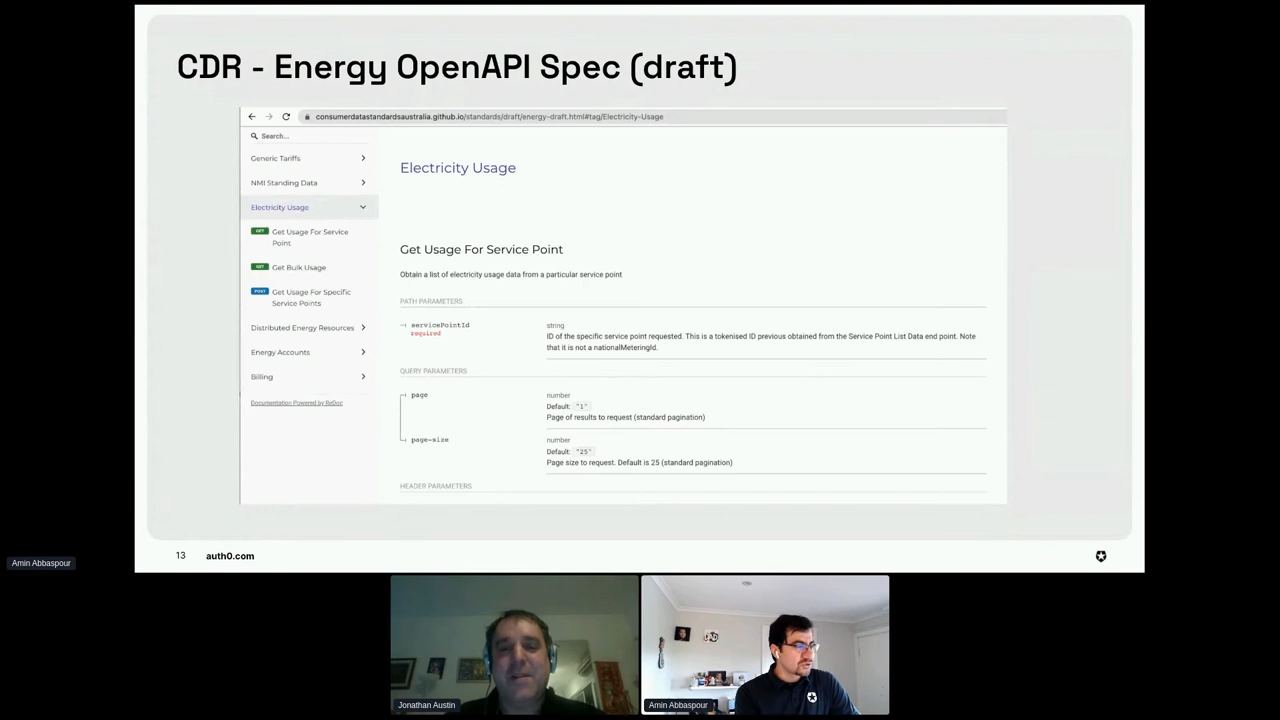 CDR - Energy OpenAPI Spec (draft)
consumerdatastandardsaustralia.github.io/standards/draft/energy-draft.html#tag/Electricity-Usage
Search...
Generic Tariffs
NMI Standing Data
Electricity Usage
GET Get Usage For Service
Point
GET Get Bulk Usage
POST Get Usage For Specific
Service Points
Distributed Energy Resources
Energy Accounts
Billing
Documentation Powered by ReDoc
Electricity Usage
Get Usage For Service Point
Obtain a list of electricity usage data from a particular service point
PATH PARAMETERS
servicePointId
required
string
ID of the specific service point requested. This is a tokenised ID previous obtained from the Service Point List Data end point. Note
that it is not a nationalMeteringId.
QUERY PARAMETERS
page
number
Default: "1"
Page of results to request (standard pagination)
page-size
number
Default: "25"
Page size to request. Default is 25 (standard pagination)
HEADER PARAMETERS
13 auth0.com
Amin Abbaspour
Jonathan Austin
Amin Abbaspour